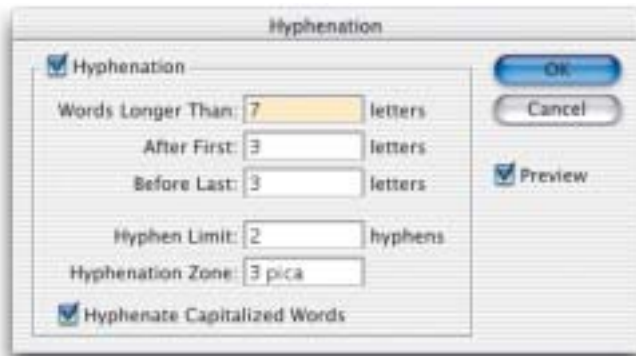 Hyphenation
Hyphenation
OK
Words Longer Than: 7 letters
Cancel
After First: 3 letters
Before Last: 3 letters
Preview
Hyphen Limit: 2 hyphens
Hyphenation Zone: 3 pica
Hyphenate Capitalized Words